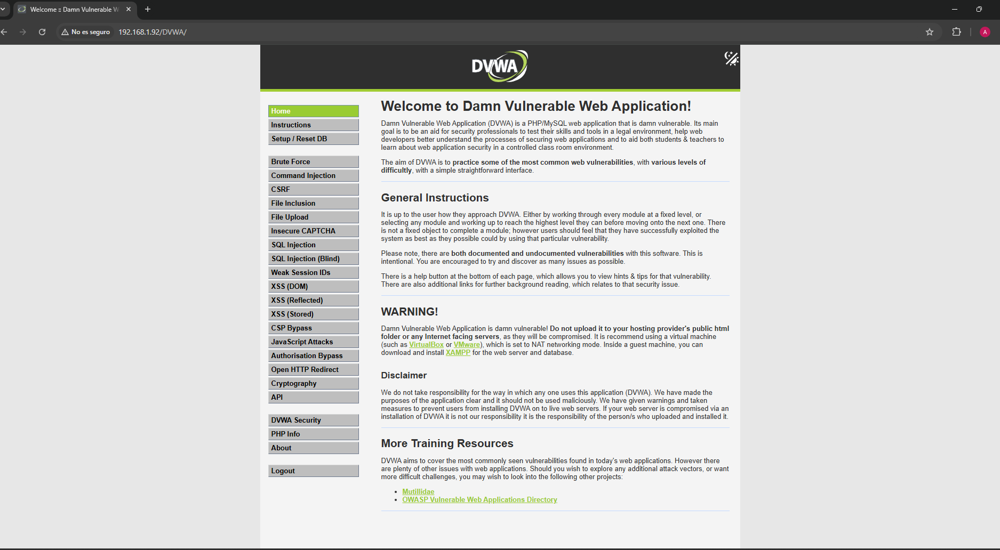 Welcome :: Damn Vulnerable W
No es seguro
192.168.1.92/DVWA/
A
DVWA
Home
Instructions
Setup / Reset DB
Brute Force
Command Injection
CSRF
File Inclusion
File Upload
Insecure CAPTCHA
SQL Injection
SQL Injection (Blind)
Weak Session IDs
XSS (DOM)
XSS (Reflected)
XSS (Stored)
CSP Bypass
JavaScript Attacks
Authorisation Bypass
Open HTTP Redirect
Cryptography
API
DVWA Security
PHP Info
About
Logout
Welcome to Damn Vulnerable Web Application!
Damn Vulnerable Web Application (DVWA) is a PHP/MySQL web application that is damn vulnerable. Its main
goal is to be an aid for security professionals to test their skills and tools in a legal environment, help web
developers better understand the processes of securing web applications and to aid both students & teachers to
learn about web application security in a controlled class room environment.
The aim of DVWA is to practice some of the most common web vulnerabilities, with various levels of
difficultly, with a simple straightforward interface.
General Instructions
It is up to the user how they approach DVWA. Either by working through every module at a fixed level, or
selecting any module and working up to reach the highest level they can before moving onto the next one. There
is not a fixed object to complete a module; however users should feel that they have successfully exploited the
system as best as they possible could by using that particular vulnerability.
Please note, there are both documented and undocumented vulnerabilities with this software. This is
intentional. You are encouraged to try and discover as many issues as possible.
There is a help button at the bottom of each page, which allows you to view hints & tips for that vulnerability.
There are also additional links for further background reading, which relates to that security issue.
WARNING!
Damn Vulnerable Web Application is damn vulnerable! Do not upload it to your hosting provider's public html
folder or any Internet facing servers, as they will be compromised. It is recommend using a virtual machine
(such as VirtualBox or VMware), which is set to NAT networking mode. Inside a guest machine, you can
download and install XAMPP for the web server and database.
Disclaimer
We do not take responsibility for the way in which any one uses this application (DVWA). We have made the
purposes of the application clear and it should not be used maliciously. We have given warnings and taken
measures to prevent users from installing DVWA on to live web servers. If your web server is compromised via an
installation of DVWA it is not our responsibility it is the responsibility of the person/s who uploaded and installed it.
More Training Resources
DVWA aims to cover the most commonly seen vulnerabilities found in today's web applications. However there
are plenty of other issues with web applications. Should you wish to explore any additional attack vectors, or want
more difficult challenges, you may wish to look into the following other projects:
• Mutillidae
• OWASP Vulnerable Web Applications Directory